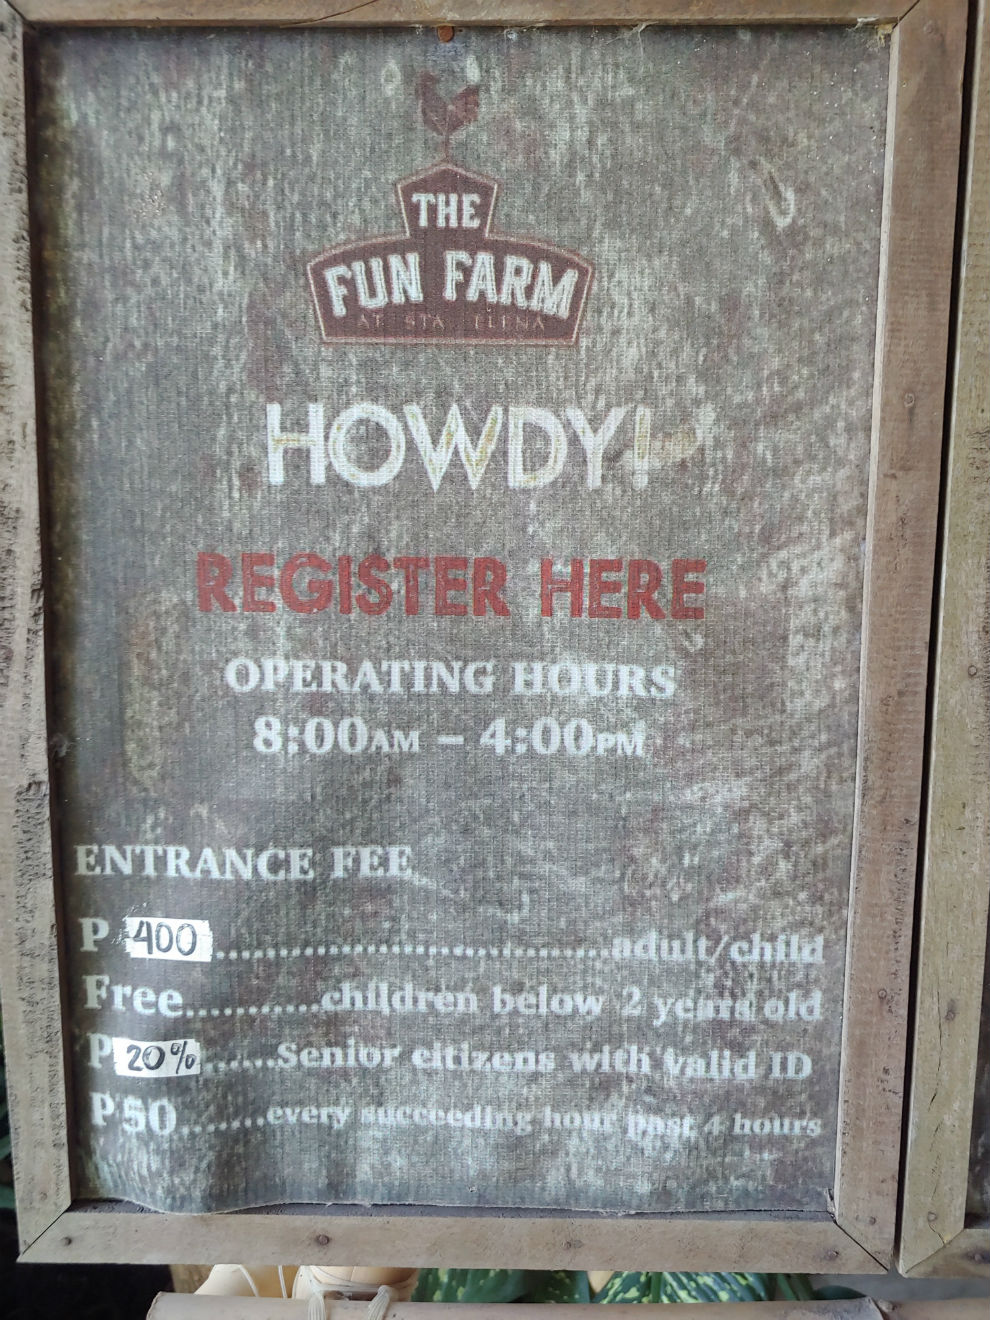 THE
FUN FARM
AT STA. ELENA
HOWDY!
REGISTER HERE
OPERATING HOURS
8:00AM – 4:00PM
ENTRANCE FEE
P 400..........................................adult/child
Free............children below 2 years old
P 20%.......Senior citizens with valid ID
P 50.......every succeeding hour past 4 hours